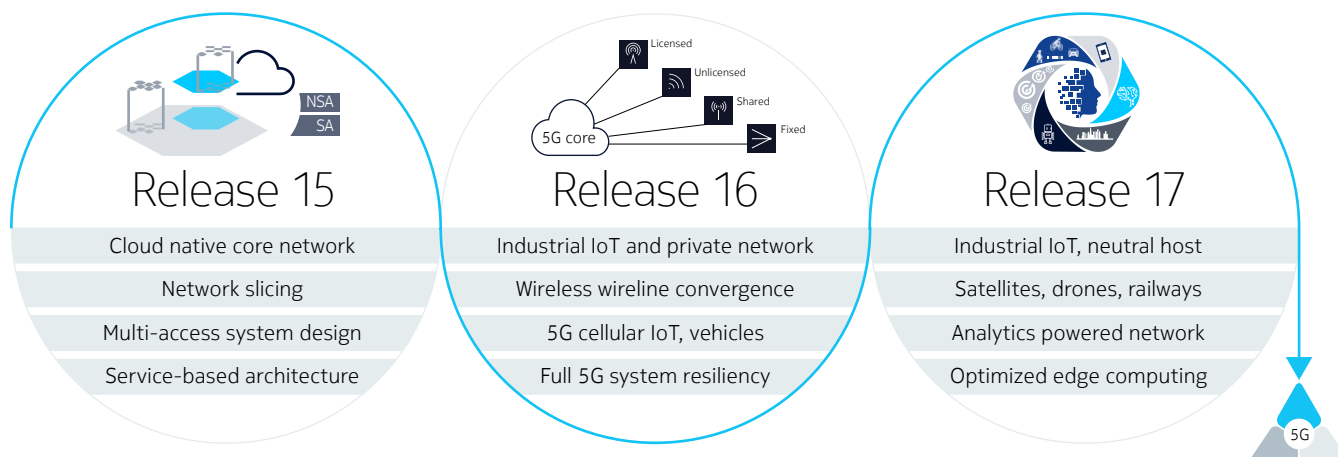 NSA
SA
Release 15
Cloud native core network
Network slicing
Multi-access system design
Service-based architecture
Licensed
Unlicensed
Shared
Fixed
5G core
Release 16
Industrial IoT and private network
Wireless wireline convergence
5G cellular IoT, vehicles
Full 5G system resiliency
Release 17
Industrial IoT, neutral host
Satellites, drones, railways
Analytics powered network
Optimized edge computing
5G